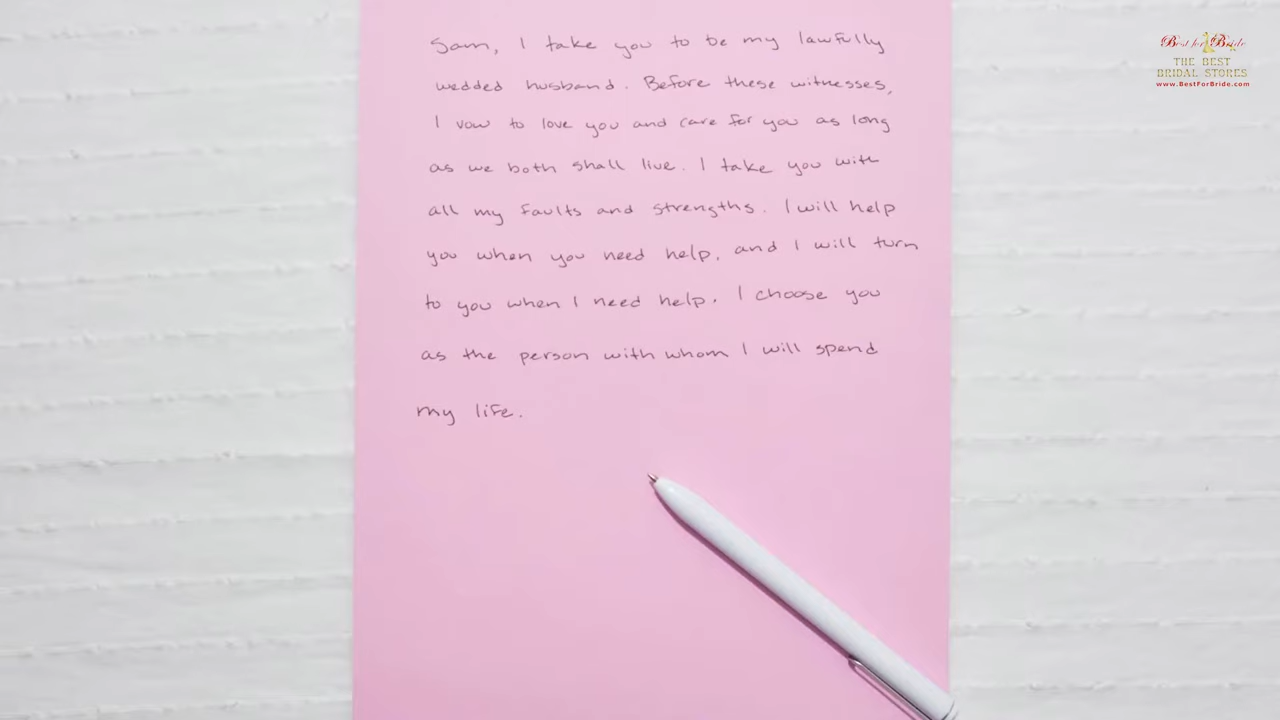 Sam, I take you to be my lawfully
wedded husband. Before these witnesses,
I vow to love you and care for you as long
as we both shall live. I take you with
all my faults and strengths. I will help
you when you need help, and I will turn
to you when I need help. I choose you
as the person with whom I will spend
my life.
Best for Bride
THE BEST
BRIDAL STORES
www.BestForBride.com